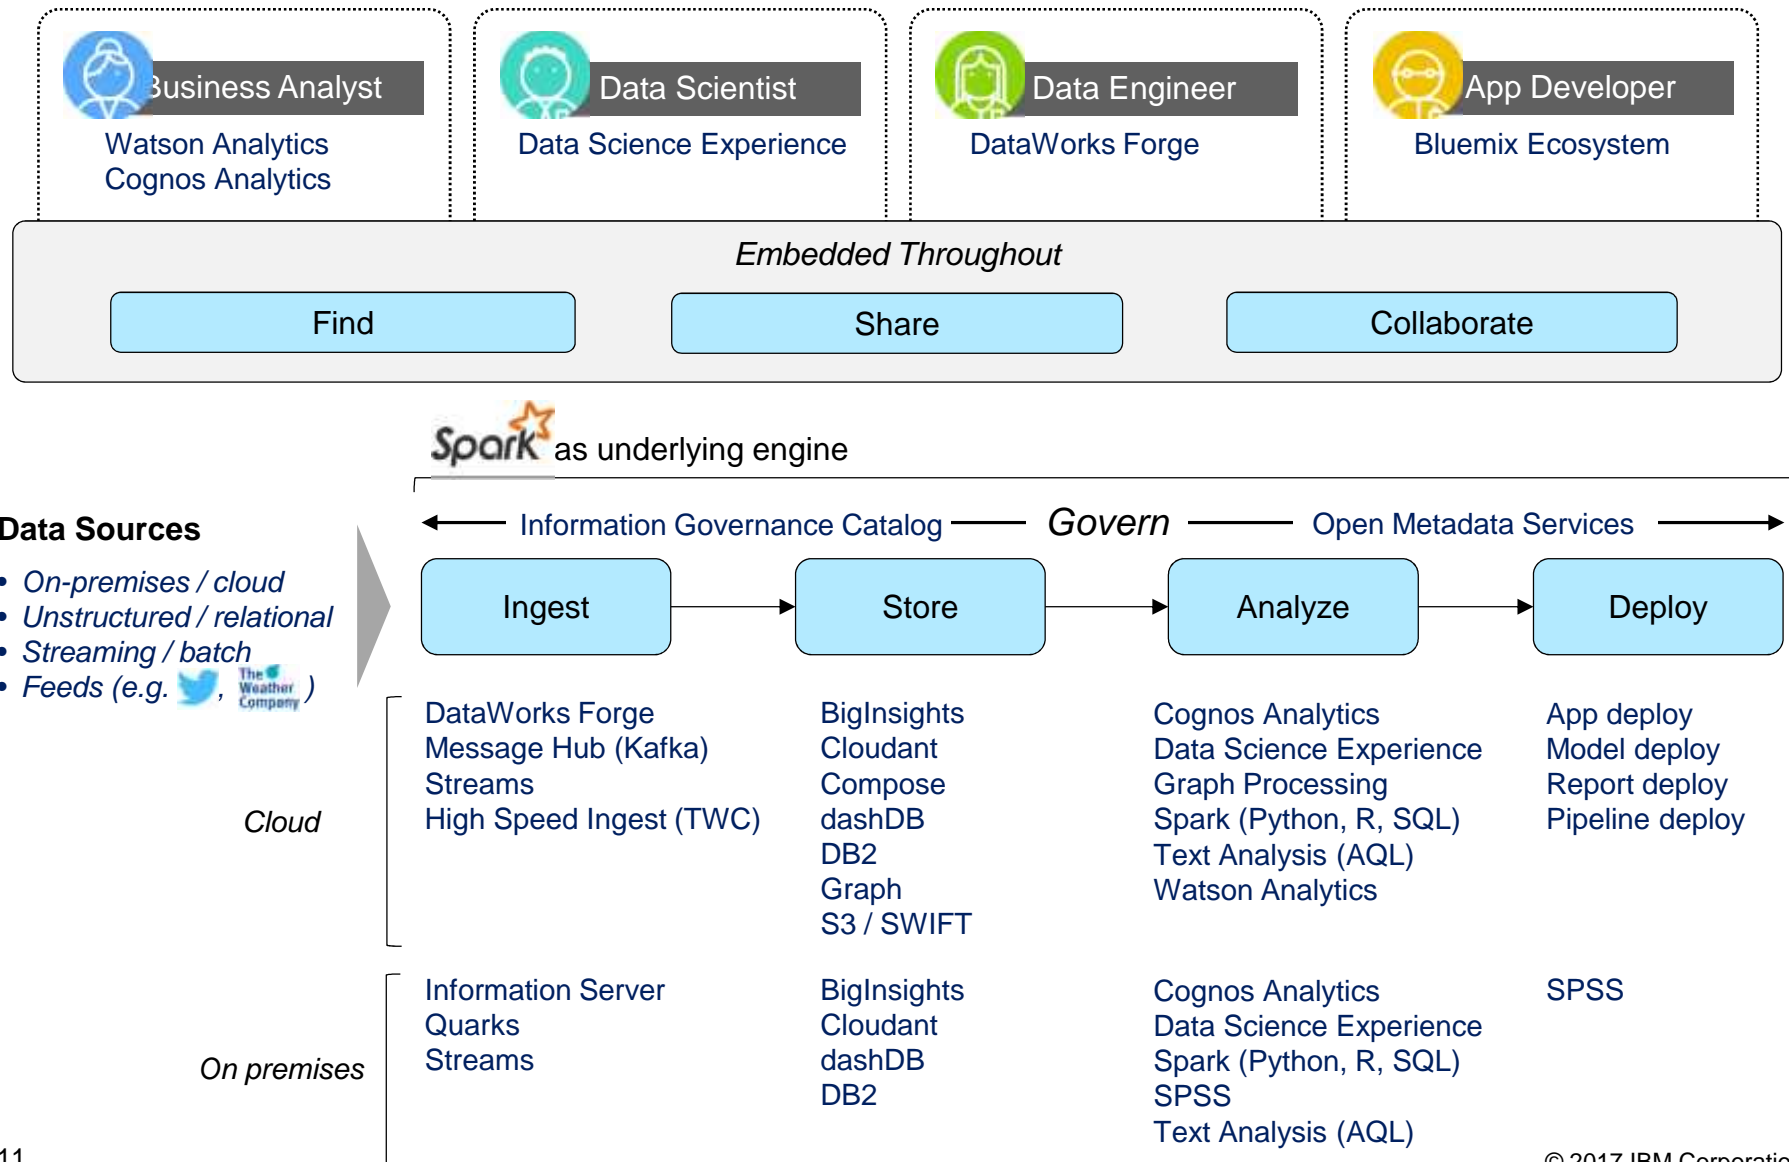 Business Analyst
Data Scientist
Data Engineer
App Developer
Watson Analytics
Cognos Analytics
Data Science Experience
DataWorks Forge
Bluemix Ecosystem
Embedded Throughout
Find
Share
Collaborate
Spark as underlying engine
Data Sources
• On-premises / cloud
• Unstructured / relational
• Streaming / batch
• Feeds (e.g. , The Weather Company )
Information Governance Catalog Govern Open Metadata Services
Ingest
Store
Analyze
Deploy
Cloud
DataWorks Forge
Message Hub (Kafka)
Streams
High Speed Ingest (TWC)
BigInsights
Cloudant
Compose
dashDB
DB2
Graph
S3 / SWIFT
Cognos Analytics
Data Science Experience
Graph Processing
Spark (Python, R, SQL)
Text Analysis (AQL)
Watson Analytics
App deploy
Model deploy
Report deploy
Pipeline deploy
On premises
Information Server
Quarks
Streams
BigInsights
Cloudant
dashDB
DB2
Cognos Analytics
Data Science Experience
Spark (Python, R, SQL)
SPSS
Text Analysis (AQL)
SPSS
11
© 2017 IBM Corporatio